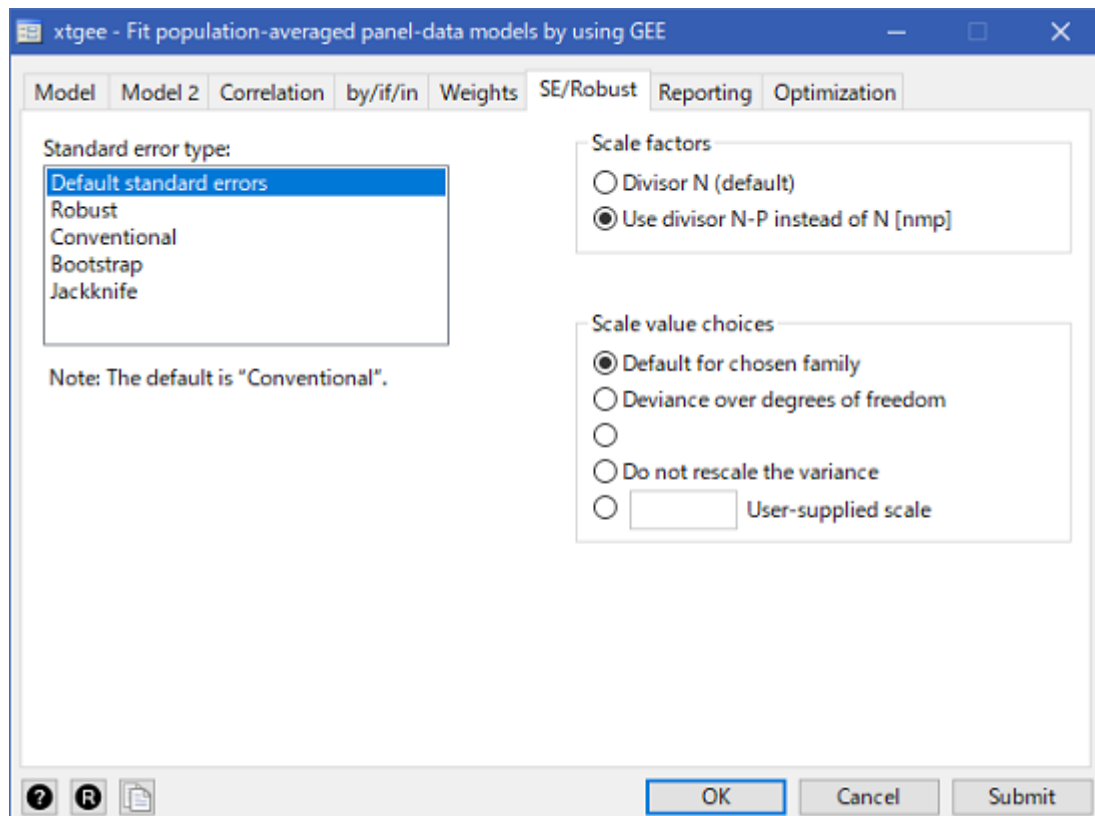 xtgee - Fit population-averaged panel-data models by using GEE
Model Model 2 Correlation by/if/in Weights SE/Robust Reporting Optimization
Standard error type:
Default standard errors
Robust
Conventional
Bootstrap
Jackknife
Note: The default is “Conventional”.
Scale factors
Divisor N (default)
Use divisor N-P instead of N [nmp]
Scale value choices
Default for chosen family
Deviance over degrees of freedom
Do not rescale the variance
User-supplied scale
? R
OK Cancel Submit